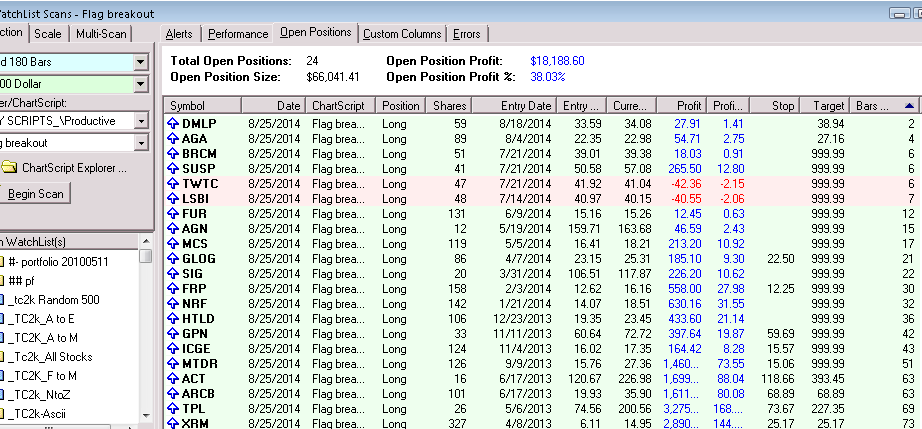 WatchList Scans - Flag breakout
ction Scale Multi-Scan
Alerts Performance Open Positions Custom Columns Errors
d 180 Bars
00 Dollar
er/ChartScript:
Y SCRIPTS_\Productive
g breakout
ChartScript Explorer ...
Begin Scan
n WatchList(s)
#- portfolio 20100511
## pf
_tc2k Random 500
_TC2K_A to E
_TC2K_A to M
_Tc2k_All Stocks
_TC2K_F to M
_TC2k_NtoZ
_TC2K-Ascii
Total Open Positions: 24 Open Position Profit: $18,188.60
Open Position Size: $66,041.41 Open Position Profit %: 38.03%
Symbol Date ChartScript Position Shares Entry Date Entry ... Curre... Profit Profi... Stop Target Bars ...
DMLP 8/25/2014 Flag brea... Long 59 8/18/2014 33.59 34.08 27.91 1.41 38.94 2
AGA 8/25/2014 Flag brea... Long 89 8/4/2014 22.35 22.98 54.71 2.75 27.16 4
BRCM 8/25/2014 Flag brea... Long 51 7/21/2014 39.01 39.38 18.03 0.91 999.99 6
SUSP 8/25/2014 Flag brea... Long 41 7/21/2014 50.58 57.08 265.50 12.80 999.99 6
TWTC 8/25/2014 Flag brea... Long 47 7/21/2014 41.92 41.04 -42.36 -2.15 999.99 6
LSBI 8/25/2014 Flag brea... Long 48 7/14/2014 40.97 40.15 -40.55 -2.06 999.99 7
FUR 8/25/2014 Flag brea... Long 131 6/9/2014 15.16 15.26 12.45 0.63 999.99 12
AGN 8/25/2014 Flag brea... Long 12 5/19/2014 159.71 163.68 46.59 2.43 999.99 15
MCS 8/25/2014 Flag brea... Long 119 5/5/2014 16.41 18.21 213.20 10.92 999.99 17
GLOG 8/25/2014 Flag brea... Long 86 4/7/2014 23.15 25.31 185.10 9.30 22.50 999.99 21
SIG 8/25/2014 Flag brea... Long 20 3/31/2014 106.51 117.87 226.20 10.62 999.99 22
FRP 8/25/2014 Flag brea... Long 158 2/3/2014 12.62 16.16 558.00 27.98 12.25 999.99 30
NRF 8/25/2014 Flag brea... Long 142 1/21/2014 14.07 18.51 630.16 31.55 999.99 32
HTLD 8/25/2014 Flag brea... Long 106 12/23/2013 19.35 23.45 433.60 21.14 999.99 36
GPN 8/25/2014 Flag brea... Long 33 11/11/2013 60.64 72.72 397.64 19.87 59.69 999.99 42
ICGE 8/25/2014 Flag brea... Long 124 11/4/2013 16.02 17.35 164.42 8.28 15.57 999.99 43
MTDR 8/25/2014 Flag brea... Long 126 9/9/2013 15.76 27.36 1,460... 73.55 15.06 999.99 51
ACT 8/25/2014 Flag brea... Long 16 6/17/2013 120.67 226.98 1,699... 88.04 118.66 393.45 63
ARCB 8/25/2014 Flag brea... Long 101 6/17/2013 19.93 35.90 1,611... 80.08 68.89 68.89 63
TPL 8/25/2014 Flag brea... Long 26 5/6/2013 74.56 200.56 3,275... 168.... 73.67 227.35 69
XRM 8/25/2014 Flag brea... Long 327 4/8/2013 6.11 14.95 2,890... 144.... 25.17 25.17 73